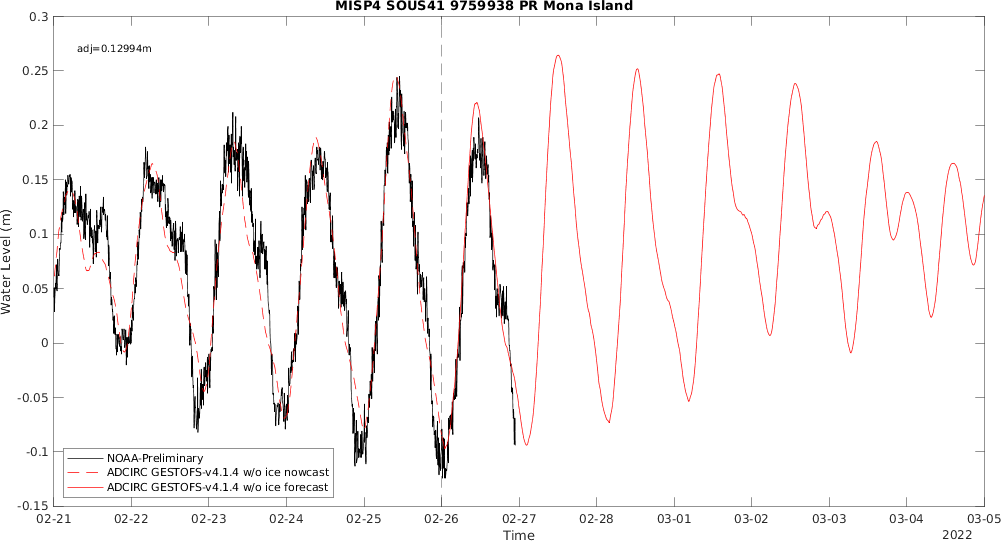 MISP4 SOUS41 9759938 PR Mona Island
0.3
adj=0.12994m
0.25
0.2
0.15
0.1
0.05
0
-0.05
-0.1
-0.15
Water Level (m)
NOAA-Preliminary
ADCIRC GESTOFS-v4.1.4 w/o ice nowcast
ADCIRC GESTOFS-v4.1.4 w/o ice forecast
02-21 02-22 02-23 02-24 02-25 02-26 02-27 02-28 03-01 03-02 03-03 03-04 03-05
Time
2022